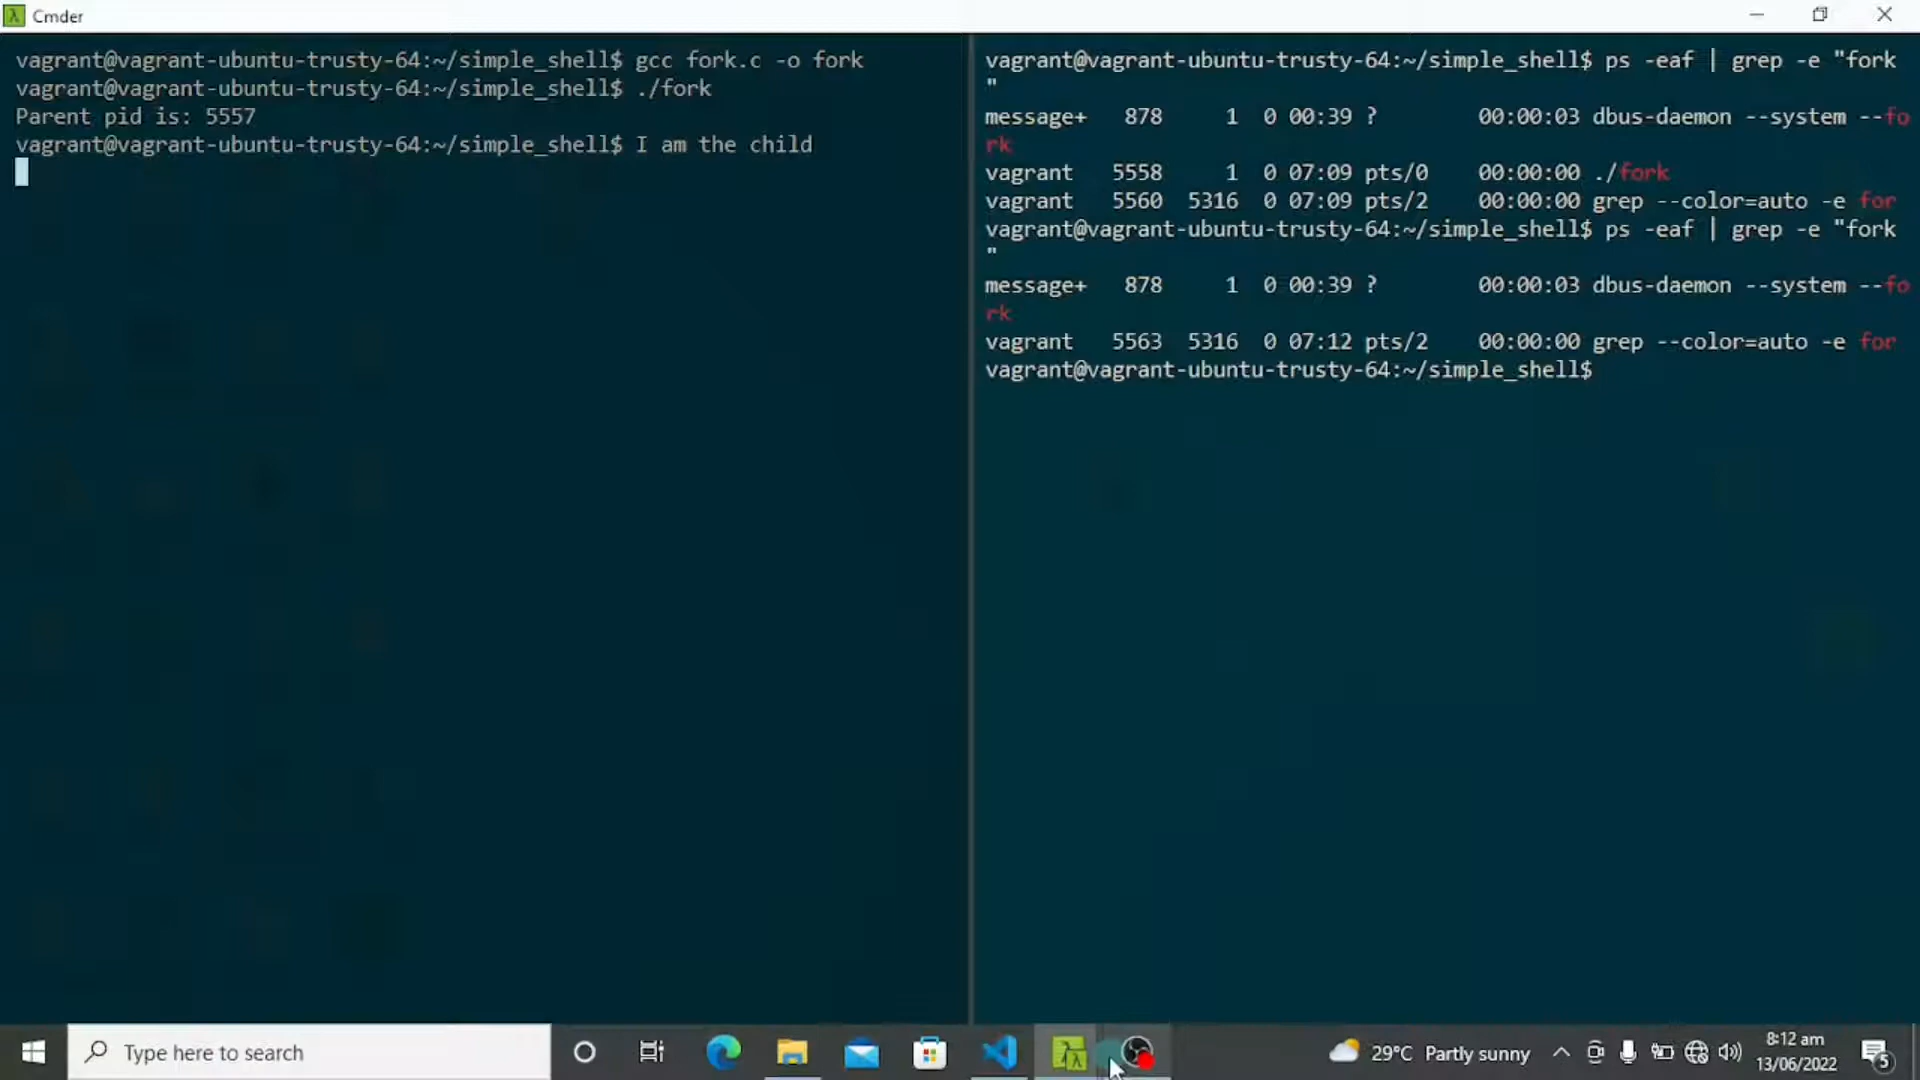 Cmder
vagrant@vagrant-ubuntu-trusty-64:~/simple_shell$ gcc fork.c -o fork
vagrant@vagrant-ubuntu-trusty-64:~/simple_shell$ ./fork
Parent pid is: 5557
vagrant@vagrant-ubuntu-trusty-64:~/simple_shell$ I am the child
vagrant@vagrant-ubuntu-trusty-64:~/simple_shell$ ps -eaf | grep -e "fork
"
message+   878     1  0 00:39 ?        00:00:03 dbus-daemon --system --fo
rk
vagrant   5558     1  0 07:09 pts/0    00:00:00 ./fork
vagrant   5560  5316  0 07:09 pts/2    00:00:00 grep --color=auto -e for
vagrant@vagrant-ubuntu-trusty-64:~/simple_shell$ ps -eaf | grep -e "fork
"
message+   878     1  0 00:39 ?        00:00:03 dbus-daemon --system --fo
rk
vagrant   5563  5316  0 07:12 pts/2    00:00:00 grep --color=auto -e for
vagrant@vagrant-ubuntu-trusty-64:~/simple_shell$
Type here to search
29°C Partly sunny
8:12 am
13/06/2022
5